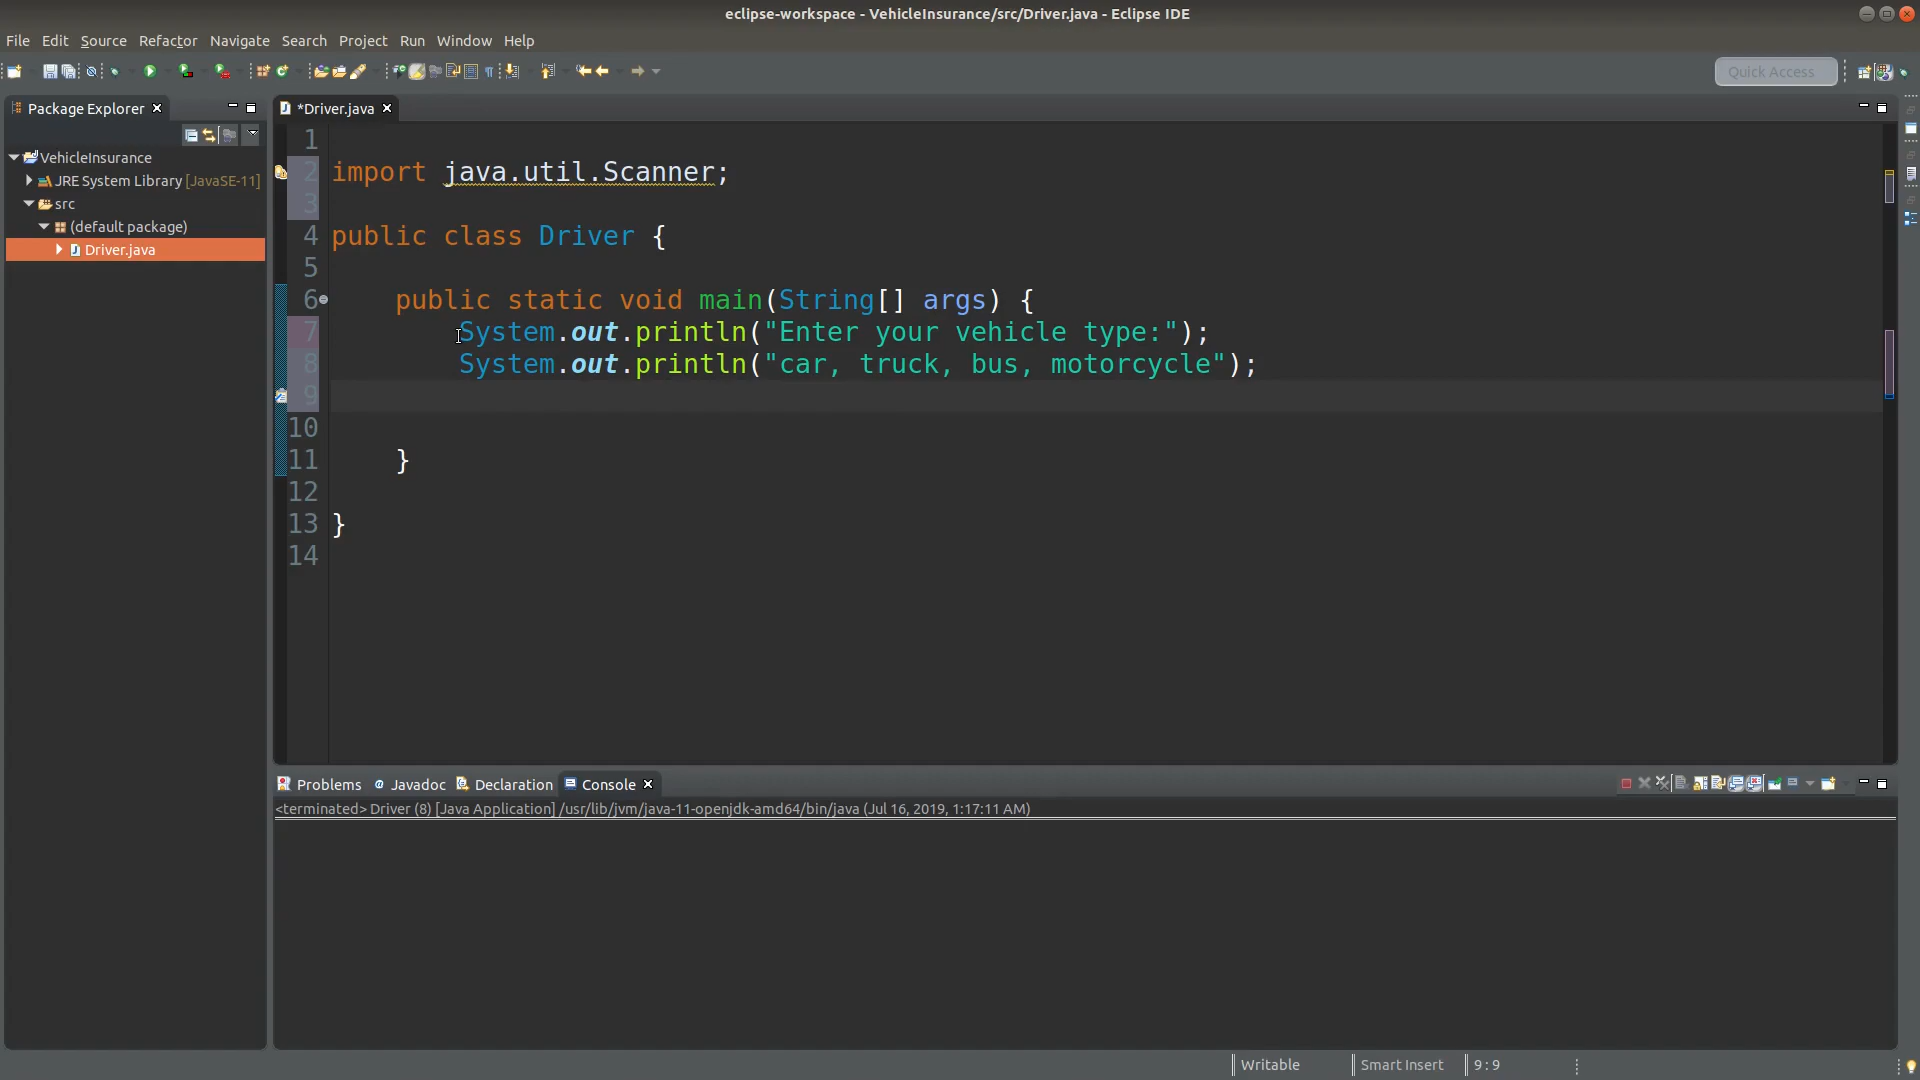 eclipse-workspace - VehicleInsurance/src/Driver.java - Eclipse IDE
File Edit Source Refactor Navigate Search Project Run Window Help
Quick Access
Package Explorer
*Driver.java
VehicleInsurance
JRE System Library [JavaSE-11]
src
(default package)
Driver.java
1
2 import java.util.Scanner;
3
4 public class Driver {
5
6 public static void main(String[] args) {
7 System.out.println("Enter your vehicle type:");
8 System.out.println("car, truck, bus, motorcycle");
9
10
11 }
12
13 }
14
Problems Javadoc Declaration Console
<terminated> Driver (8) [Java Application] /usr/lib/jvm/java-11-openjdk-amd64/bin/java (Jul 16, 2019, 1:17:11 AM)
Writable Smart Insert 9 : 9